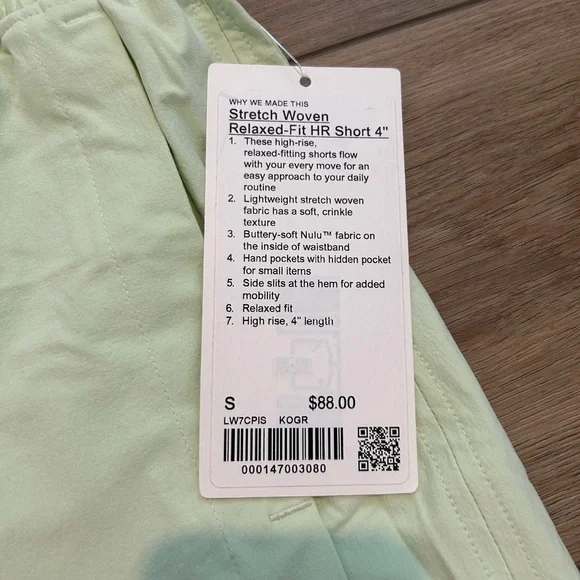 WHY WE MADE THIS
Stretch Woven
Relaxed-Fit HR Short 4"
1. These high-rise,
relaxed-fitting shorts flow
with your every move for an
easy approach to your daily
routine
2. Lightweight stretch woven
fabric has a soft, crinkle
texture
3. Buttery-soft Nulu™ fabric on
the inside of waistband
4. Hand pockets with hidden pocket
for small items
5. Side slits at the hem for added
mobility
6. Relaxed fit
7. High rise, 4" length
S $88.00
LW7CPIS KOGR
000147003080